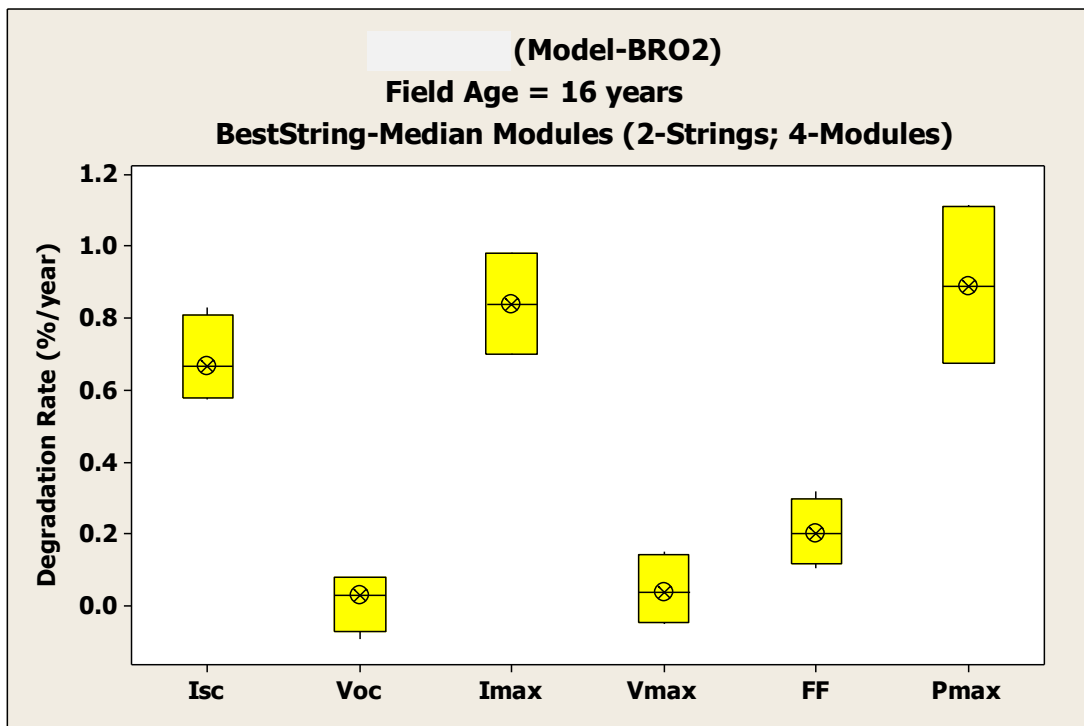 (Model-BRO2)
Field Age = 16 years
BestString-Median Modules (2-Strings; 4-Modules)
Degradation Rate (%/year)
1.2
1.0
0.8
0.6
0.4
0.2
0.0
Isc Voc Imax Vmax FF Pmax